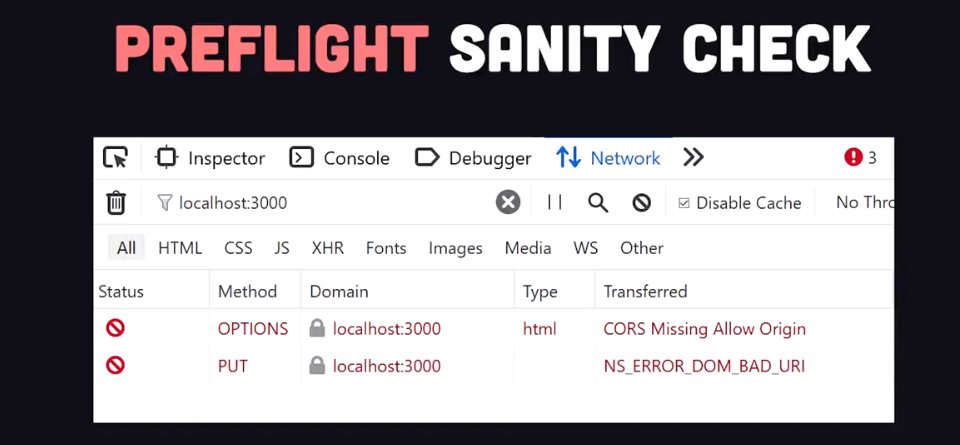 PREFLIGHT SANITY CHECK
Inspector Console Debugger Network 3
localhost:3000 Disable Cache No Thro
All HTML CSS JS XHR Fonts Images Media WS Other
Status Method Domain Type Transferred
OPTIONS localhost:3000 html CORS Missing Allow Origin
PUT localhost:3000 NS_ERROR_DOM_BAD_URI